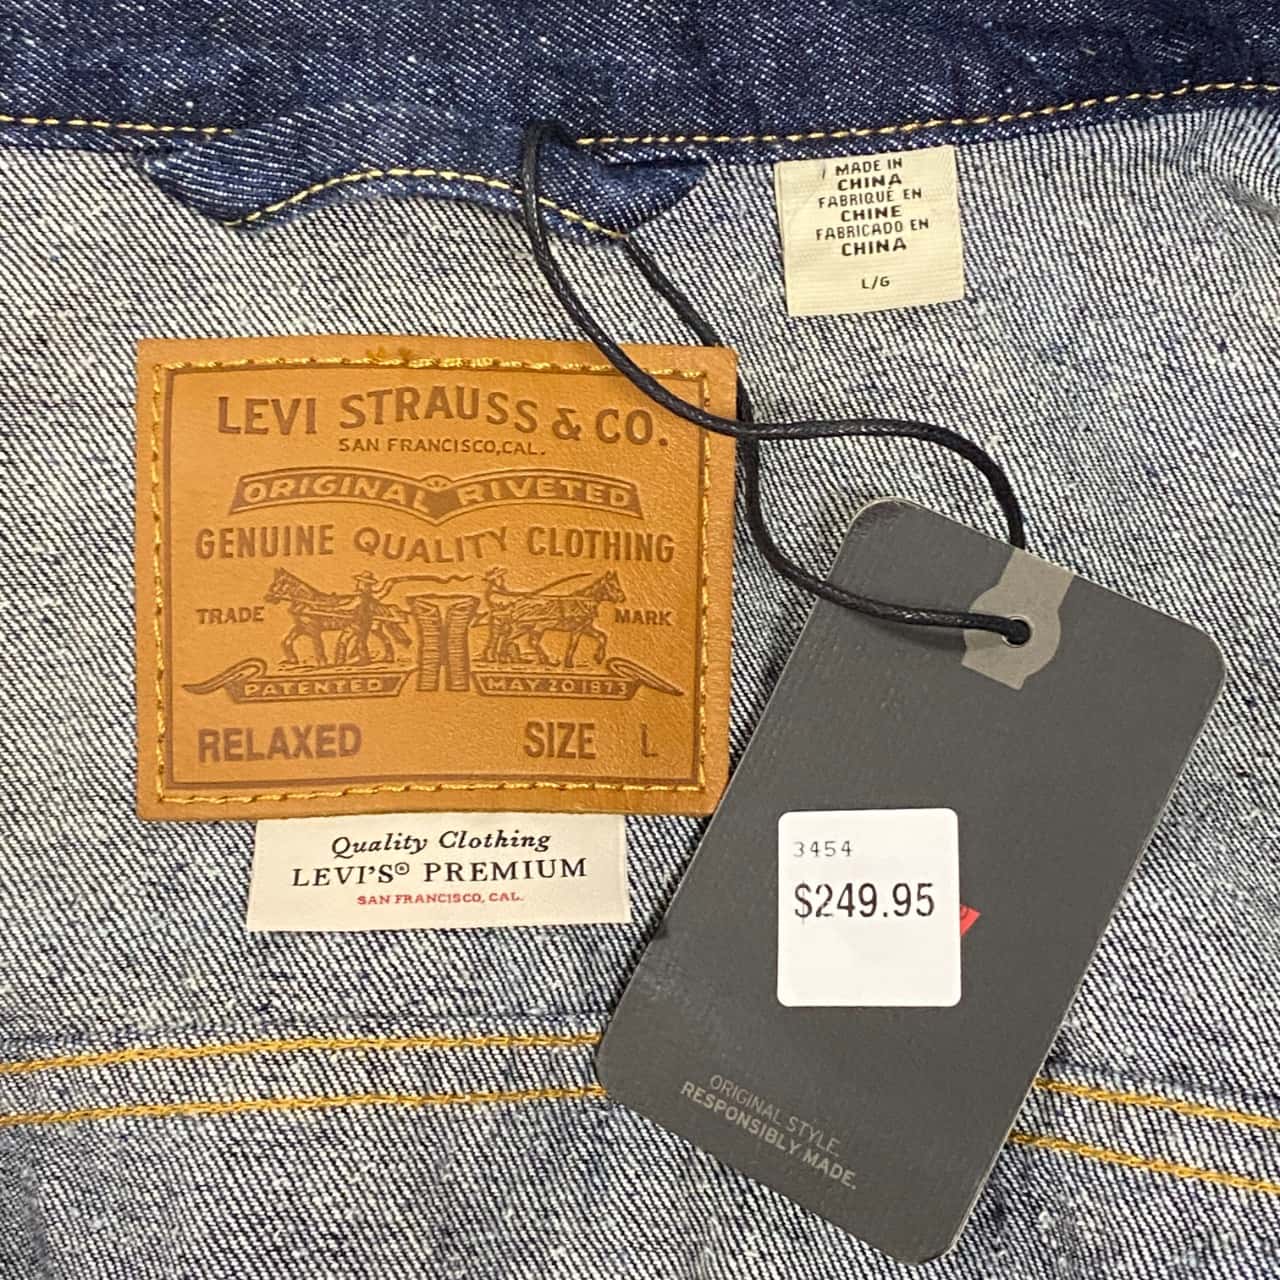 MADE IN
CHINA
FABRIQUÉ EN
CHINE
FABRICADO EN
CHINA
L/G
LEVI STRAUSS & CO.
SAN FRANCISCO, CAL.
ORIGINAL RIVETED
GENUINE QUALITY CLOTHING
TRADE MARK
PATENTED MAY 20 1873
RELAXED SIZE L
Quality Clothing
LEVI'S® PREMIUM
SAN FRANCISCO, CAL.
3454
$249.95
ORIGINAL STYLE.
RESPONSIBLY MADE.